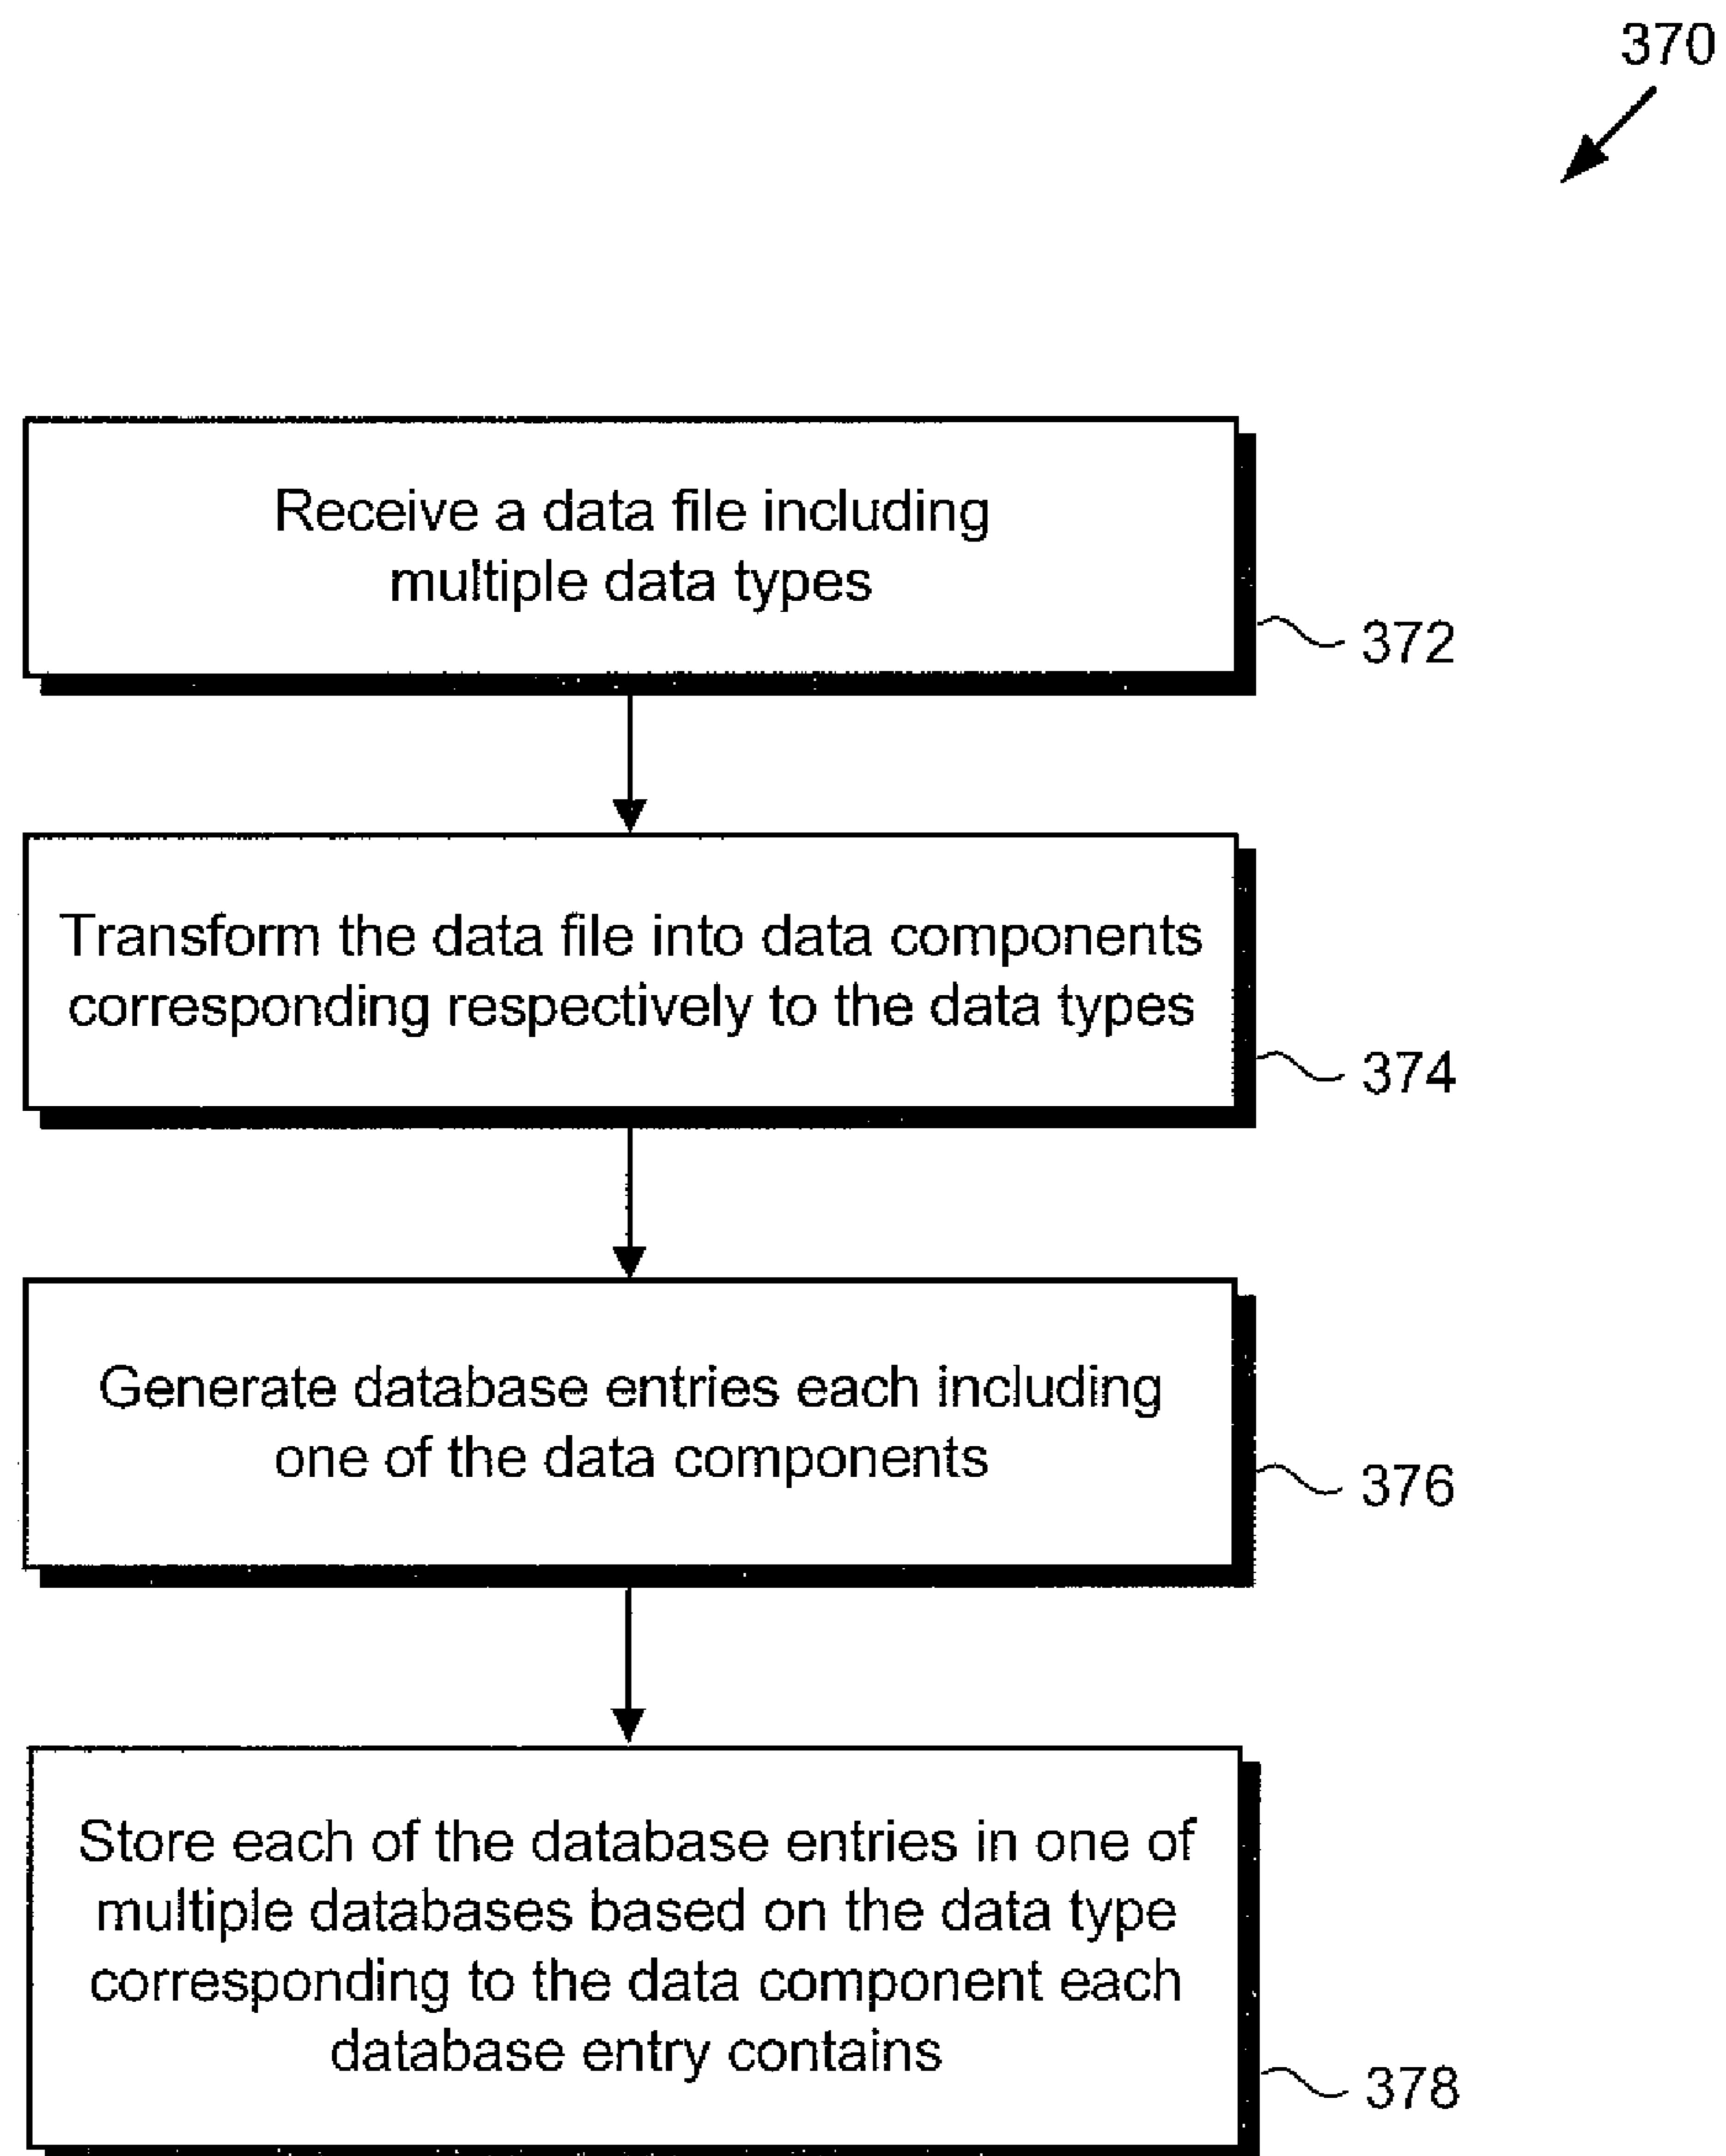 370
Receive a data file including
multiple data types
372
Transform the data file into data components
corresponding respectively to the data types
374
Generate database entries each including
one of the data components
376
Store each of the database entries in one of
multiple databases based on the data type
corresponding to the data component each
database entry contains
378